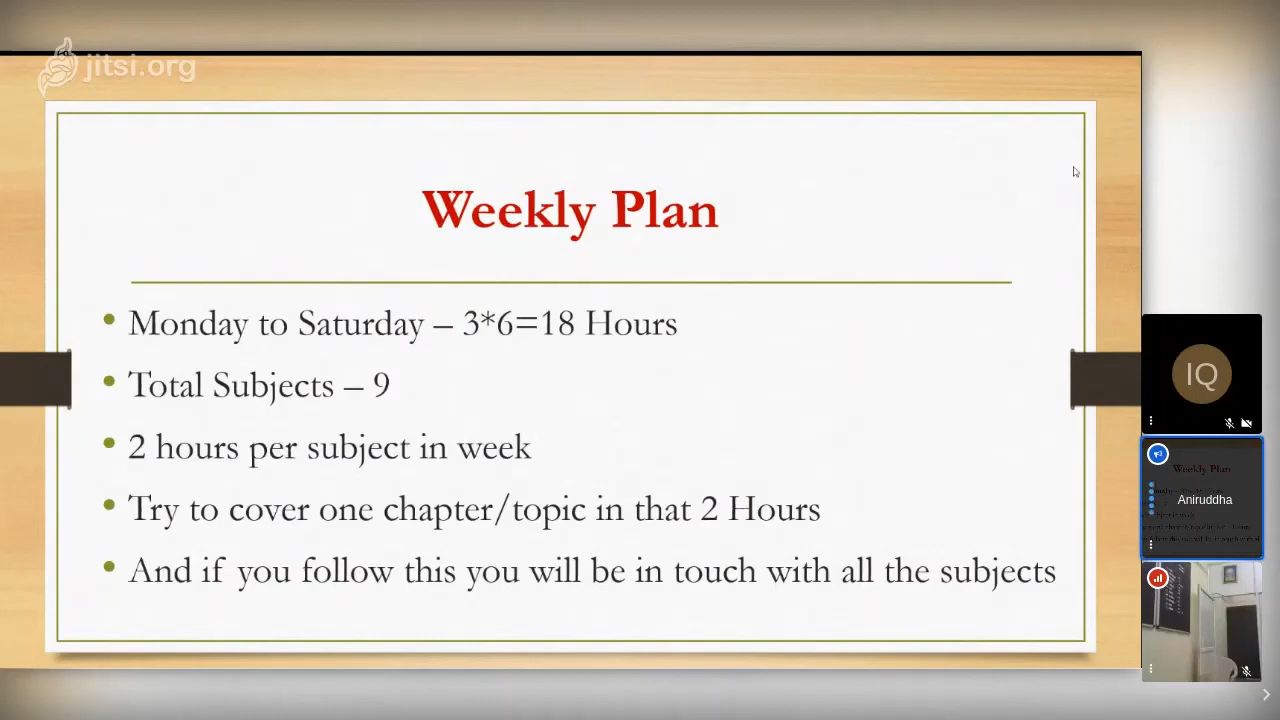 jitsi.org
Weekly Plan
• Monday to Saturday – 3*6=18 Hours
• Total Subjects – 9
• 2 hours per subject in week
• Try to cover one chapter/topic in that 2 Hours
• And if you follow this you will be in touch with all the subjects
IQ
Weekly Plan
Aniruddha